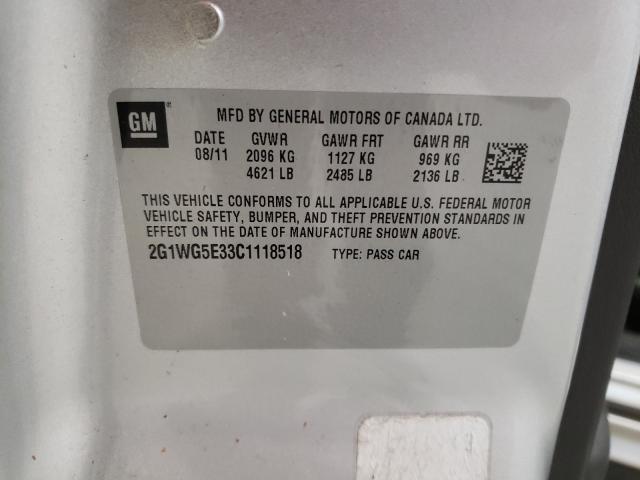 GM MFD BY GENERAL MOTORS OF CANADA LTD.
DATE GVWR GAWR FRT GAWR RR
08/11 2096 KG 1127 KG 969 KG
4621 LB 2485 LB 2136 LB
THIS VEHICLE CONFORMS TO ALL APPLICABLE U.S. FEDERAL MOTOR
VEHICLE SAFETY, BUMPER, AND THEFT PREVENTION STANDARDS IN
EFFECT ON THE DATE OF MANUFACTURE SHOWN ABOVE.
2G1WG5E33C1118518 TYPE: PASS CAR